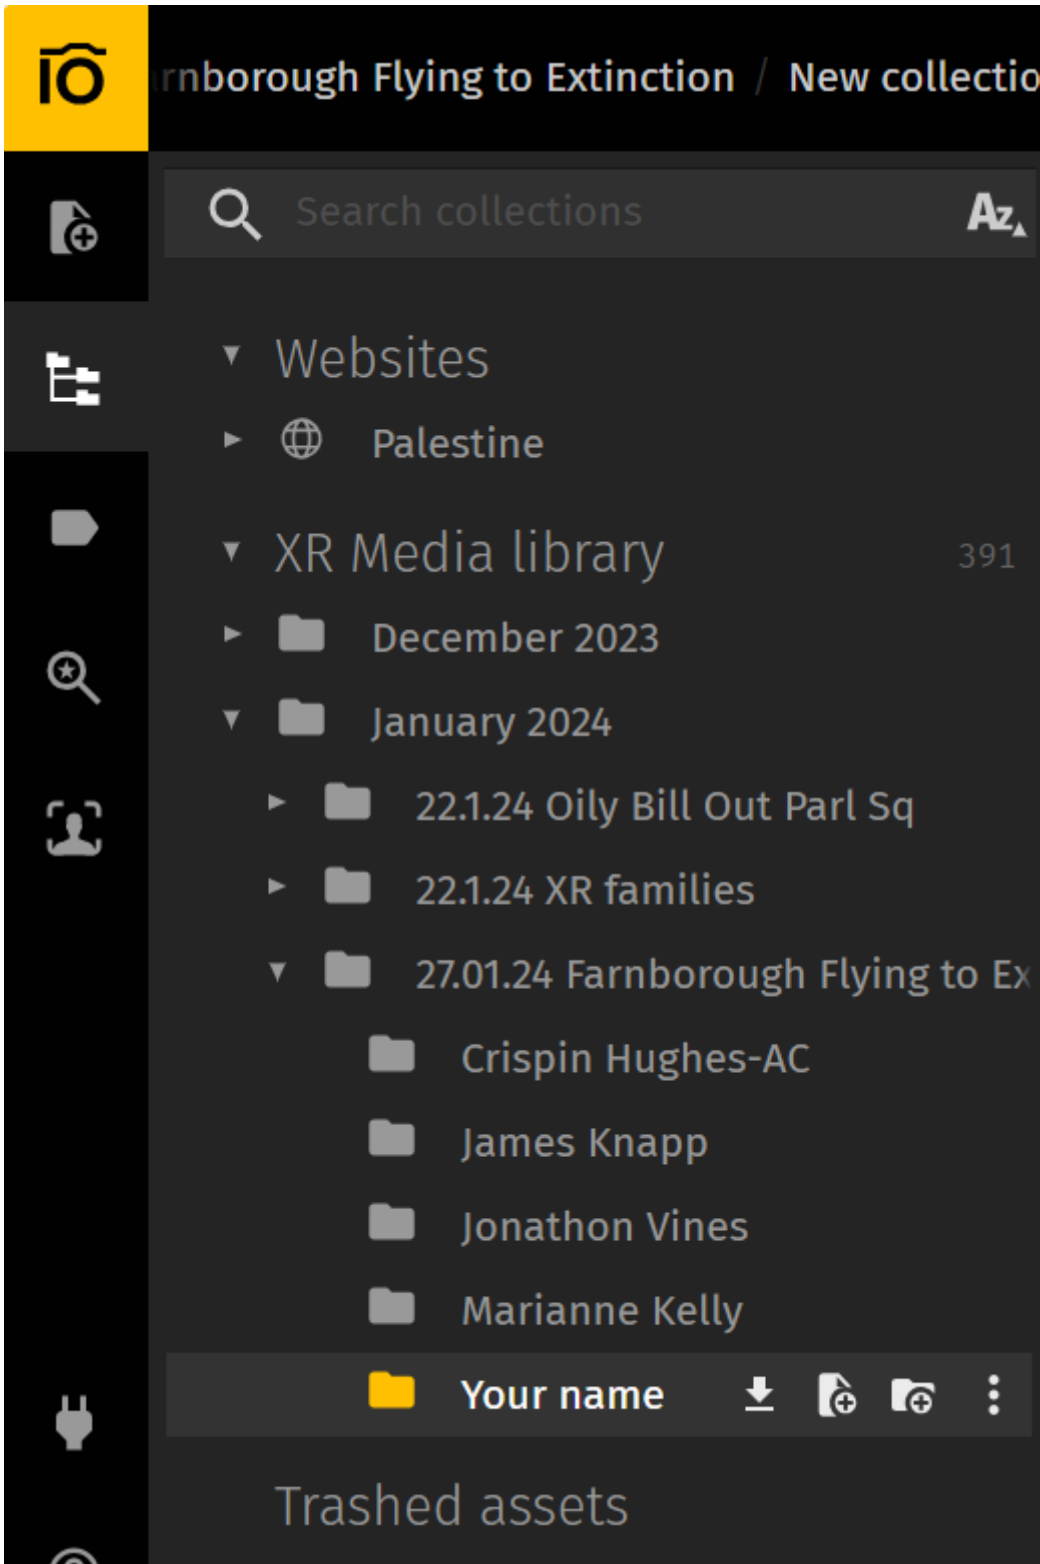 rnborough Flying to Extinction / New collectio
Search collections Az
Websites
Palestine
XR Media library 391
December 2023
January 2024
22.1.24 Oily Bill Out Parl Sq
22.1.24 XR families
27.01.24 Farnborough Flying to Ex
Crispin Hughes-AC
James Knapp
Jonathon Vines
Marianne Kelly
Your name
Trashed assets